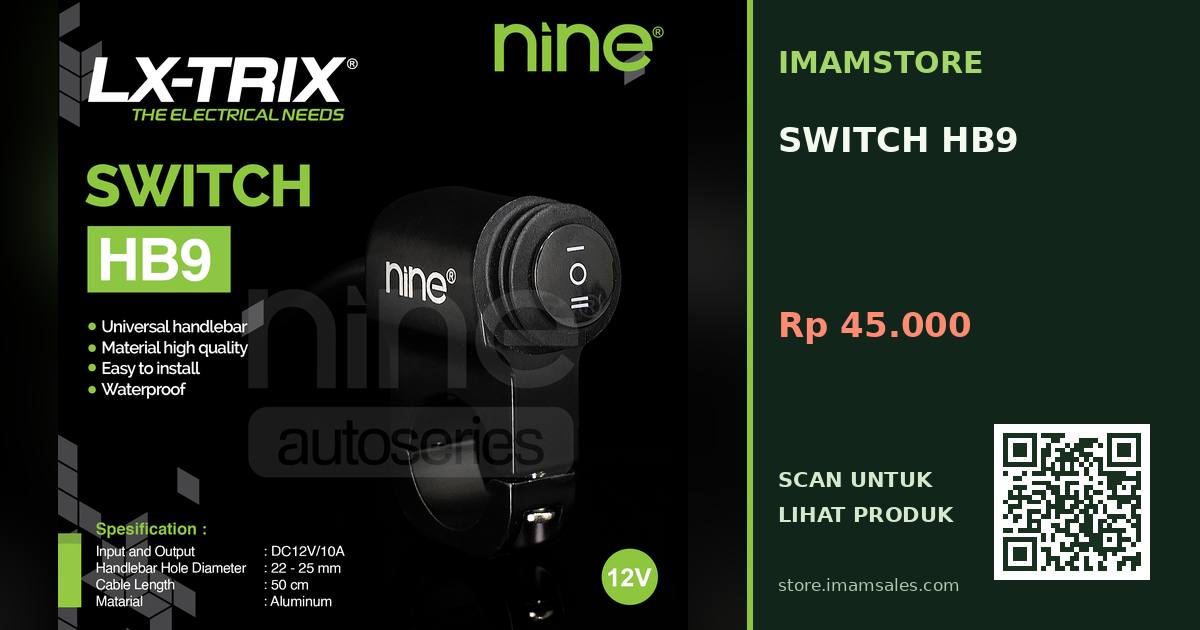 LX-TRIX®
THE ELECTRICAL NEEDS
nine®
SWITCH
HB9
Universal handlebar
Material high quality
Easy to install
Waterproof
nine®
I
O
II
nine®
autoseries
Spesification :
Input and Output : DC12V/10A
Handlebar Hole Diameter : 22 - 25 mm
Cable Length : 50 cm
Matarial : Aluminum
12V
IMAMSTORE
SWITCH HB9
Rp 45.000
SCAN UNTUK
LIHAT PRODUK
store.imamsales.com